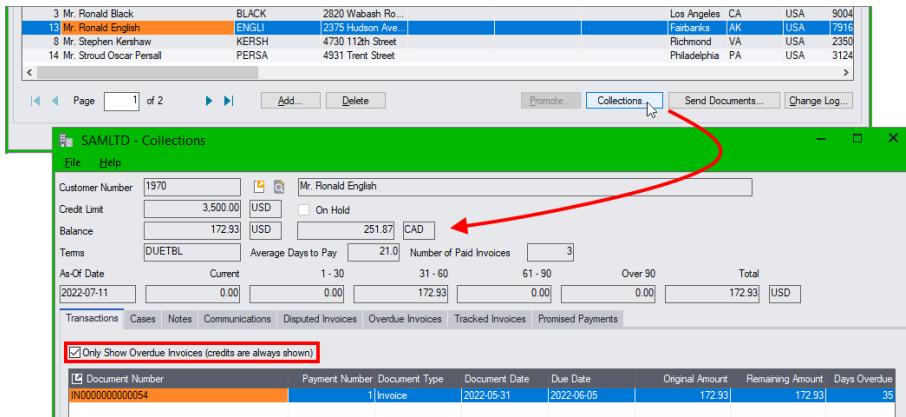 3 Mr. Ronald Black BLACK 2820 Wabash Ro... Los Angeles CA USA 9004
13 Mr. Ronald English ENGLI 2375 Hudson Ave... Fairbanks AK USA 7916
8 Mr. Stephen Kershaw KERSH 4730 112th Street Richmond VA USA 2350
14 Mr. Stroud Oscar Persall PERSA 4931 Trent Street Philadelphia PA USA 3124
Page 1 of 2 Add... Delete Promote... Collections... Send Documents... Change Log...
SAMLTD - Collections
File Help
Customer Number 1970 Mr. Ronald English
Credit Limit 3,500.00 USD On Hold
Balance 172.93 USD 251.87 CAD
Terms DUETBL Average Days to Pay 21.0 Number of Paid Invoices 3
As-Of Date Current 1 - 30 31 - 60 61 - 90 Over 90 Total
2022-07-11 0.00 0.00 172.93 0.00 0.00 172.93 USD
Transactions Cases Notes Communications Disputed Invoices Overdue Invoices Tracked Invoices Promised Payments
Only Show Overdue Invoices (credits are always shown)
Document Number Payment Number Document Type Document Date Due Date Original Amount Remaining Amount Days Overdue
IN0000000000054 1 Invoice 2022-05-31 2022-06-05 172.93 172.93 35